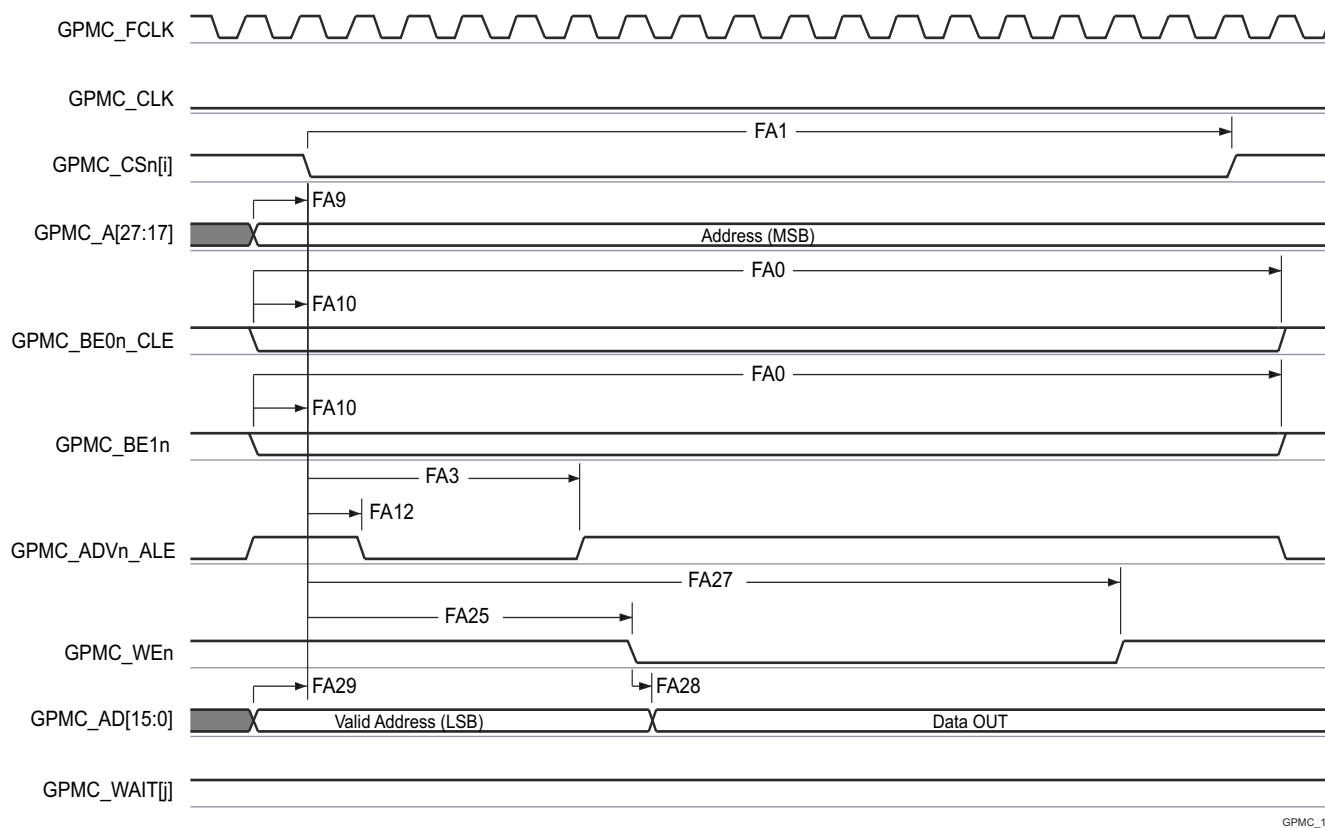 GPMC_FCLK
GPMC_CLK
FA1
GPMC_CSn[i]
FA9
GPMC_A[27:17]
Address (MSB)
FA0
FA10
GPMC_BE0n_CLE
FA0
FA10
GPMC_BE1n
FA3
FA12
GPMC_ADVn_ALE
FA27
FA25
GPMC_WEn
FA29 FA28
GPMC_AD[15:0] Valid Address (LSB) Data OUT
GPMC_WAIT[j]
GPMC_1